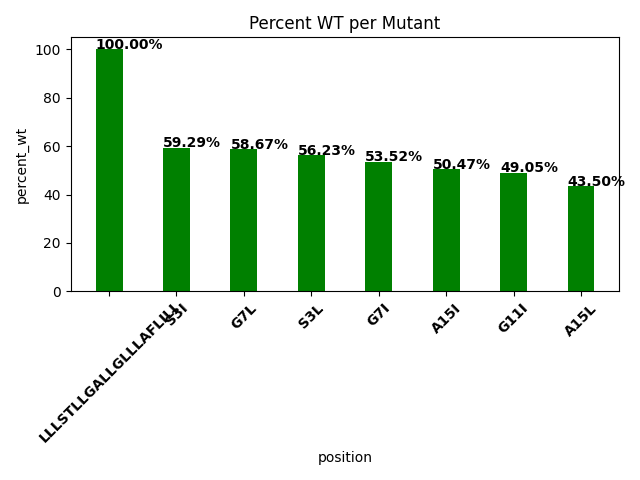 Percent WT per Mutant
100.00%
59.29%
58.67%
56.23%
53.52%
50.47%
49.05%
43.50%
percent_wt
100
80
60
40
20
0
S3I
G7L
S3L
G7I
A15I
G11I
A15L
position